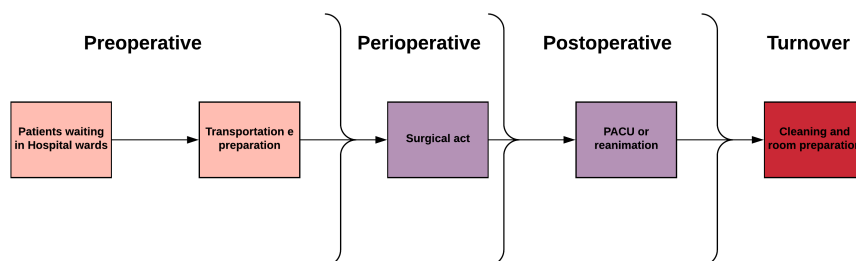 Preoperative
Perioperative
Postoperative
Turnover
Patients waiting
in Hospital wards
Transportation e
preparation
Surgical act
PACU or
reanimation
Cleaning and
room preparation